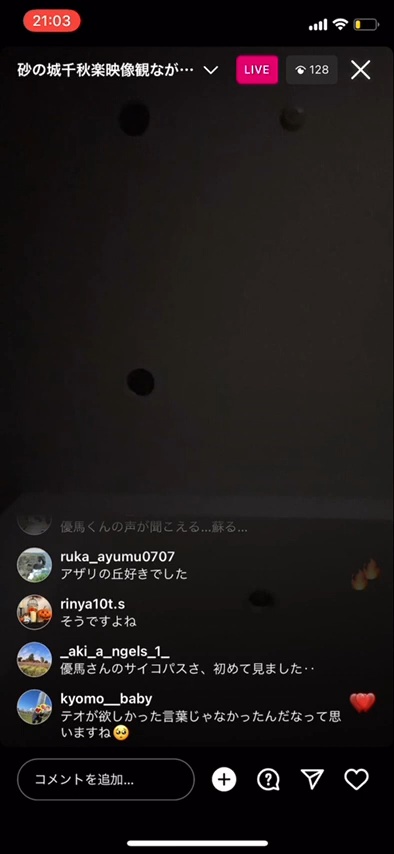 21:03
砂の城千秋楽映像観なが…
LIVE
128
優馬くんの声が聞こえる...蘇る...
ruka_ayumu0707
アザリの丘好きでした
rinya10t.s
そうですよね
_aki_a_ngels_1_
優馬さんのサイコパスさ、初めて見ました‥
kyomo__baby
テオが欲しかった言葉じゃなかったんだなって思
いますね🥺
コメントを追加...